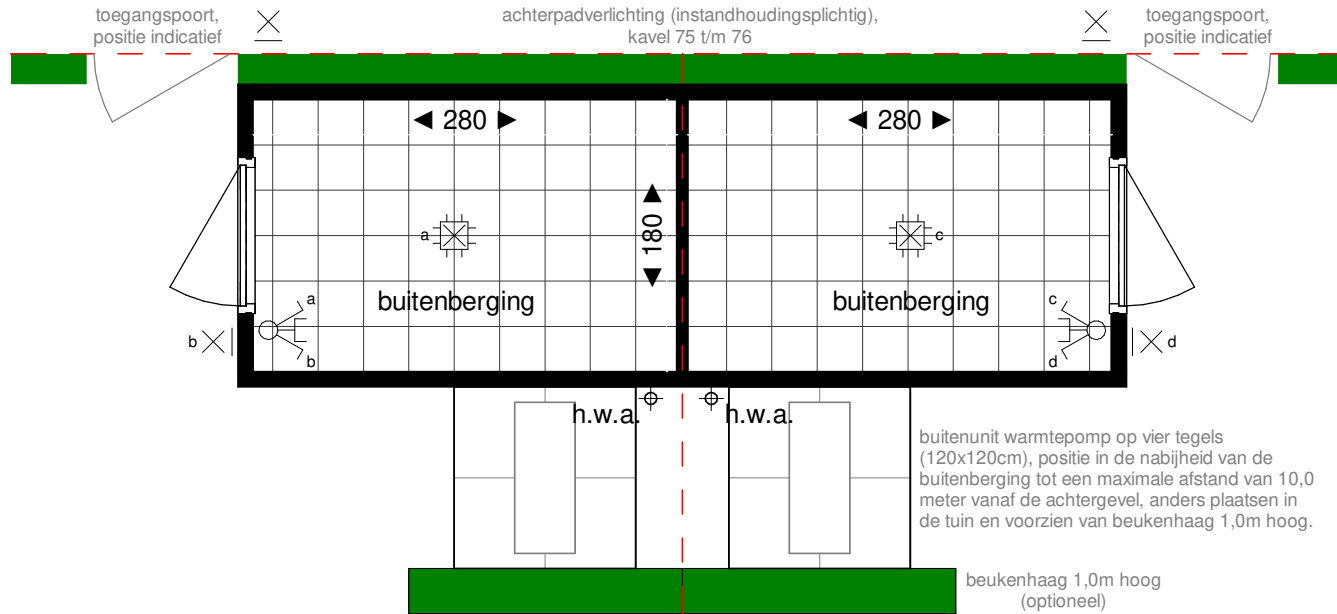 toegangspoort,
positie indicatief
achterpadverlichting (instandhoudingsplichtig),
kavel 75 t/m 76
toegangspoort,
positie indicatief
280
280
180
a
c
buitenberging
buitenberging
a
b
b
c
d
d
h.w.a.
h.w.a.
buitenunit warmtepomp op vier tegels
(120x120cm), positie in de nabijheid van de
buitenberging tot een maximale afstand van 10,0
meter vanaf de achtergevel, anders plaatsen in
de tuin en voorzien van beukenhaag 1,0m hoog.
beukenhaag 1,0m hoog
(optioneel)